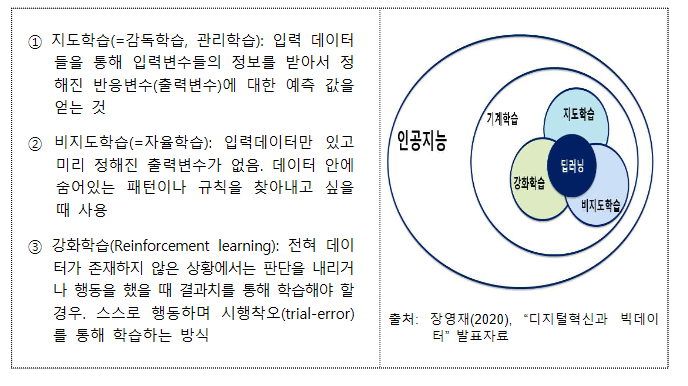 ① 지도학습(=감독학습, 관리학습): 입력 데이터
들을 통해 입력변수들의 정보를 받아서 정
해진 반응변수(출력변수)에 대한 예측 값을
얻는 것
② 비지도학습(=자율학습): 입력데이터만 있고
미리 정해진 출력변수가 없음. 데이터 안에
숨어있는 패턴이나 규칙을 찾아내고 싶을
때 사용
③ 강화학습(Reinforcement learning): 전혀 데이
터가 존재하지 않은 상황에서는 판단을 내리거
나 행동을 했을 때 결과치를 통해 학습해야 할
경우. 스스로 행동하며 시행착오(trial-error)
를 통해 학습하는 방식
인공지능
기계학습
지도학습
딥러닝
강화학습
비지도학습
출처: 장영재(2020), “디지털혁신과 빅데이
터” 발표자료